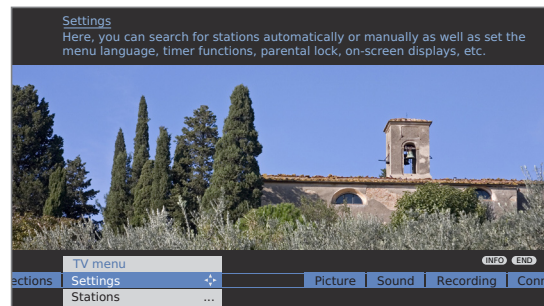 Settings
Here, you can search for stations automatically or manually as well as set the
menu language, timer functions, parental lock, on-screen displays, etc.
INFO END
TV menu
ections Settings Picture Sound Recording Conn
Stations ...